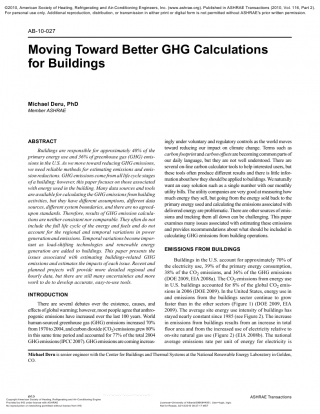 ©2010, American Society of Heating, Refrigerating and Air-Conditioning Engineers, Inc. (www.ashrae.org). Published in ASHRAE Transactions (2010, Vol. 116, Part 2).
For personal use only. Additional reproduction, distribution, or transmission in either print or digital form is not permitted without ASHRAE's prior written permission.
AB-10-027
Moving Toward Better GHG Calculations
for Buildings
Michael Deru, PhD
Member ASHRAE
ABSTRACT
Buildings are responsible for approximately 40% of the
primary energy use and 36% of greenhouse gas (GHG) emis-
sions in the U.S. As we move toward reducing GHG emissions,
we need reliable methods for estimating emissions and emis-
sion reductions. GHG emissions come from all life cycle stages
of a building; however, this paper focuses on those associated
with energy used in the building. Many data sources and tools
are available for calculating the GHG emissions from building
activities, but they have different assumptions, different data
sources, different system boundaries, and there are no agreed-
upon standards. Therefore, results of GHG emission calcula-
tions are neither consistent nor comparable. They often do not
include the full life cycle of the energy and fuels and do not
account for the regional and temporal variations in power
generation and emissions. Temporal variations become impor-
tant as load-shifting technologies and renewable energy
generation are added to buildings. This paper presents the
issues associated with estimating buildings-related GHG
emissions and estimates the impacts of each issue. Recent and
planned projects will provide more detailed regional and
hourly data, but there are still many uncertainties and more
work to do to develop accurate, easy-to-use tools.
INTRODUCTION
There are several debates over the existence, causes, and
effects of global warming; however, most people agree that anthro-
pogenic emissions have increased over the last 100 years. World
human-sourced greenhouse gas (GHG) emissions increased 70%
from 1970 to 2004, and carbon dioxide (CO2) emissions grew 80%
in this same time period and accounted for 77% of the total 2004
GHG emissions (IPCC 2007). GHG emissions are coming increas-
ingly under voluntary and regulatory controls as the world moves
toward reducing our impact on climate change. Terms such as
carbon footprint and carbon offsets are becoming common parts of
our daily language, but they are not well understood. There are
several on-line carbon calculator tools to help interested users, but
these tools often produce different results and there is little infor-
mation about how they should be applied to buildings. We naturally
want an easy solution such as a single number with our monthly
utility bills. The utility companies are very good at measuring how
much energy they sell, but going from the energy sold back to the
primary energy used and calculating the emissions associated with
delivered energy are problematic. There are other sources of emis-
sions and tracking them all down can be challenging. This paper
examines many issues associated with estimating these emissions
and provides recommendations about what should be included in
calculating GHG emissions from building operations.
EMISSIONS FROM BUILDINGS
Buildings in the U.S. account for approximately 70% of
the electricity use, 39% of the primary energy consumption,
38% of the CO2 emissions, and 36% of the GHG emissions
(DOE 2009, EIA 2008a). The CO2 emissions from energy use
in U.S. buildings accounted for 8% of the global CO2 emis-
sions in 2006 (DOE 2009). In the United States, energy use in
and emissions from the buildings sector continue to grow
faster than in the other sectors (Figure 1) (DOE 2009, EIA
2009). The average site energy use intensity of buildings has
stayed nearly constant since 1985 (see Figure 2). The increase
in emissions from buildings results from an increase in total
floor area and from the increased use of electricity relative to
on-site natural gas use (Figure 2) (EIA 2008b). The national
average emissions rate per unit of energy for electricity is
Michael Deru is senior engineer with the Center for Buildings and Thermal Systems at the National Renewable Energy Laboratory in Golden,
CO.
ASHRAE Transactions